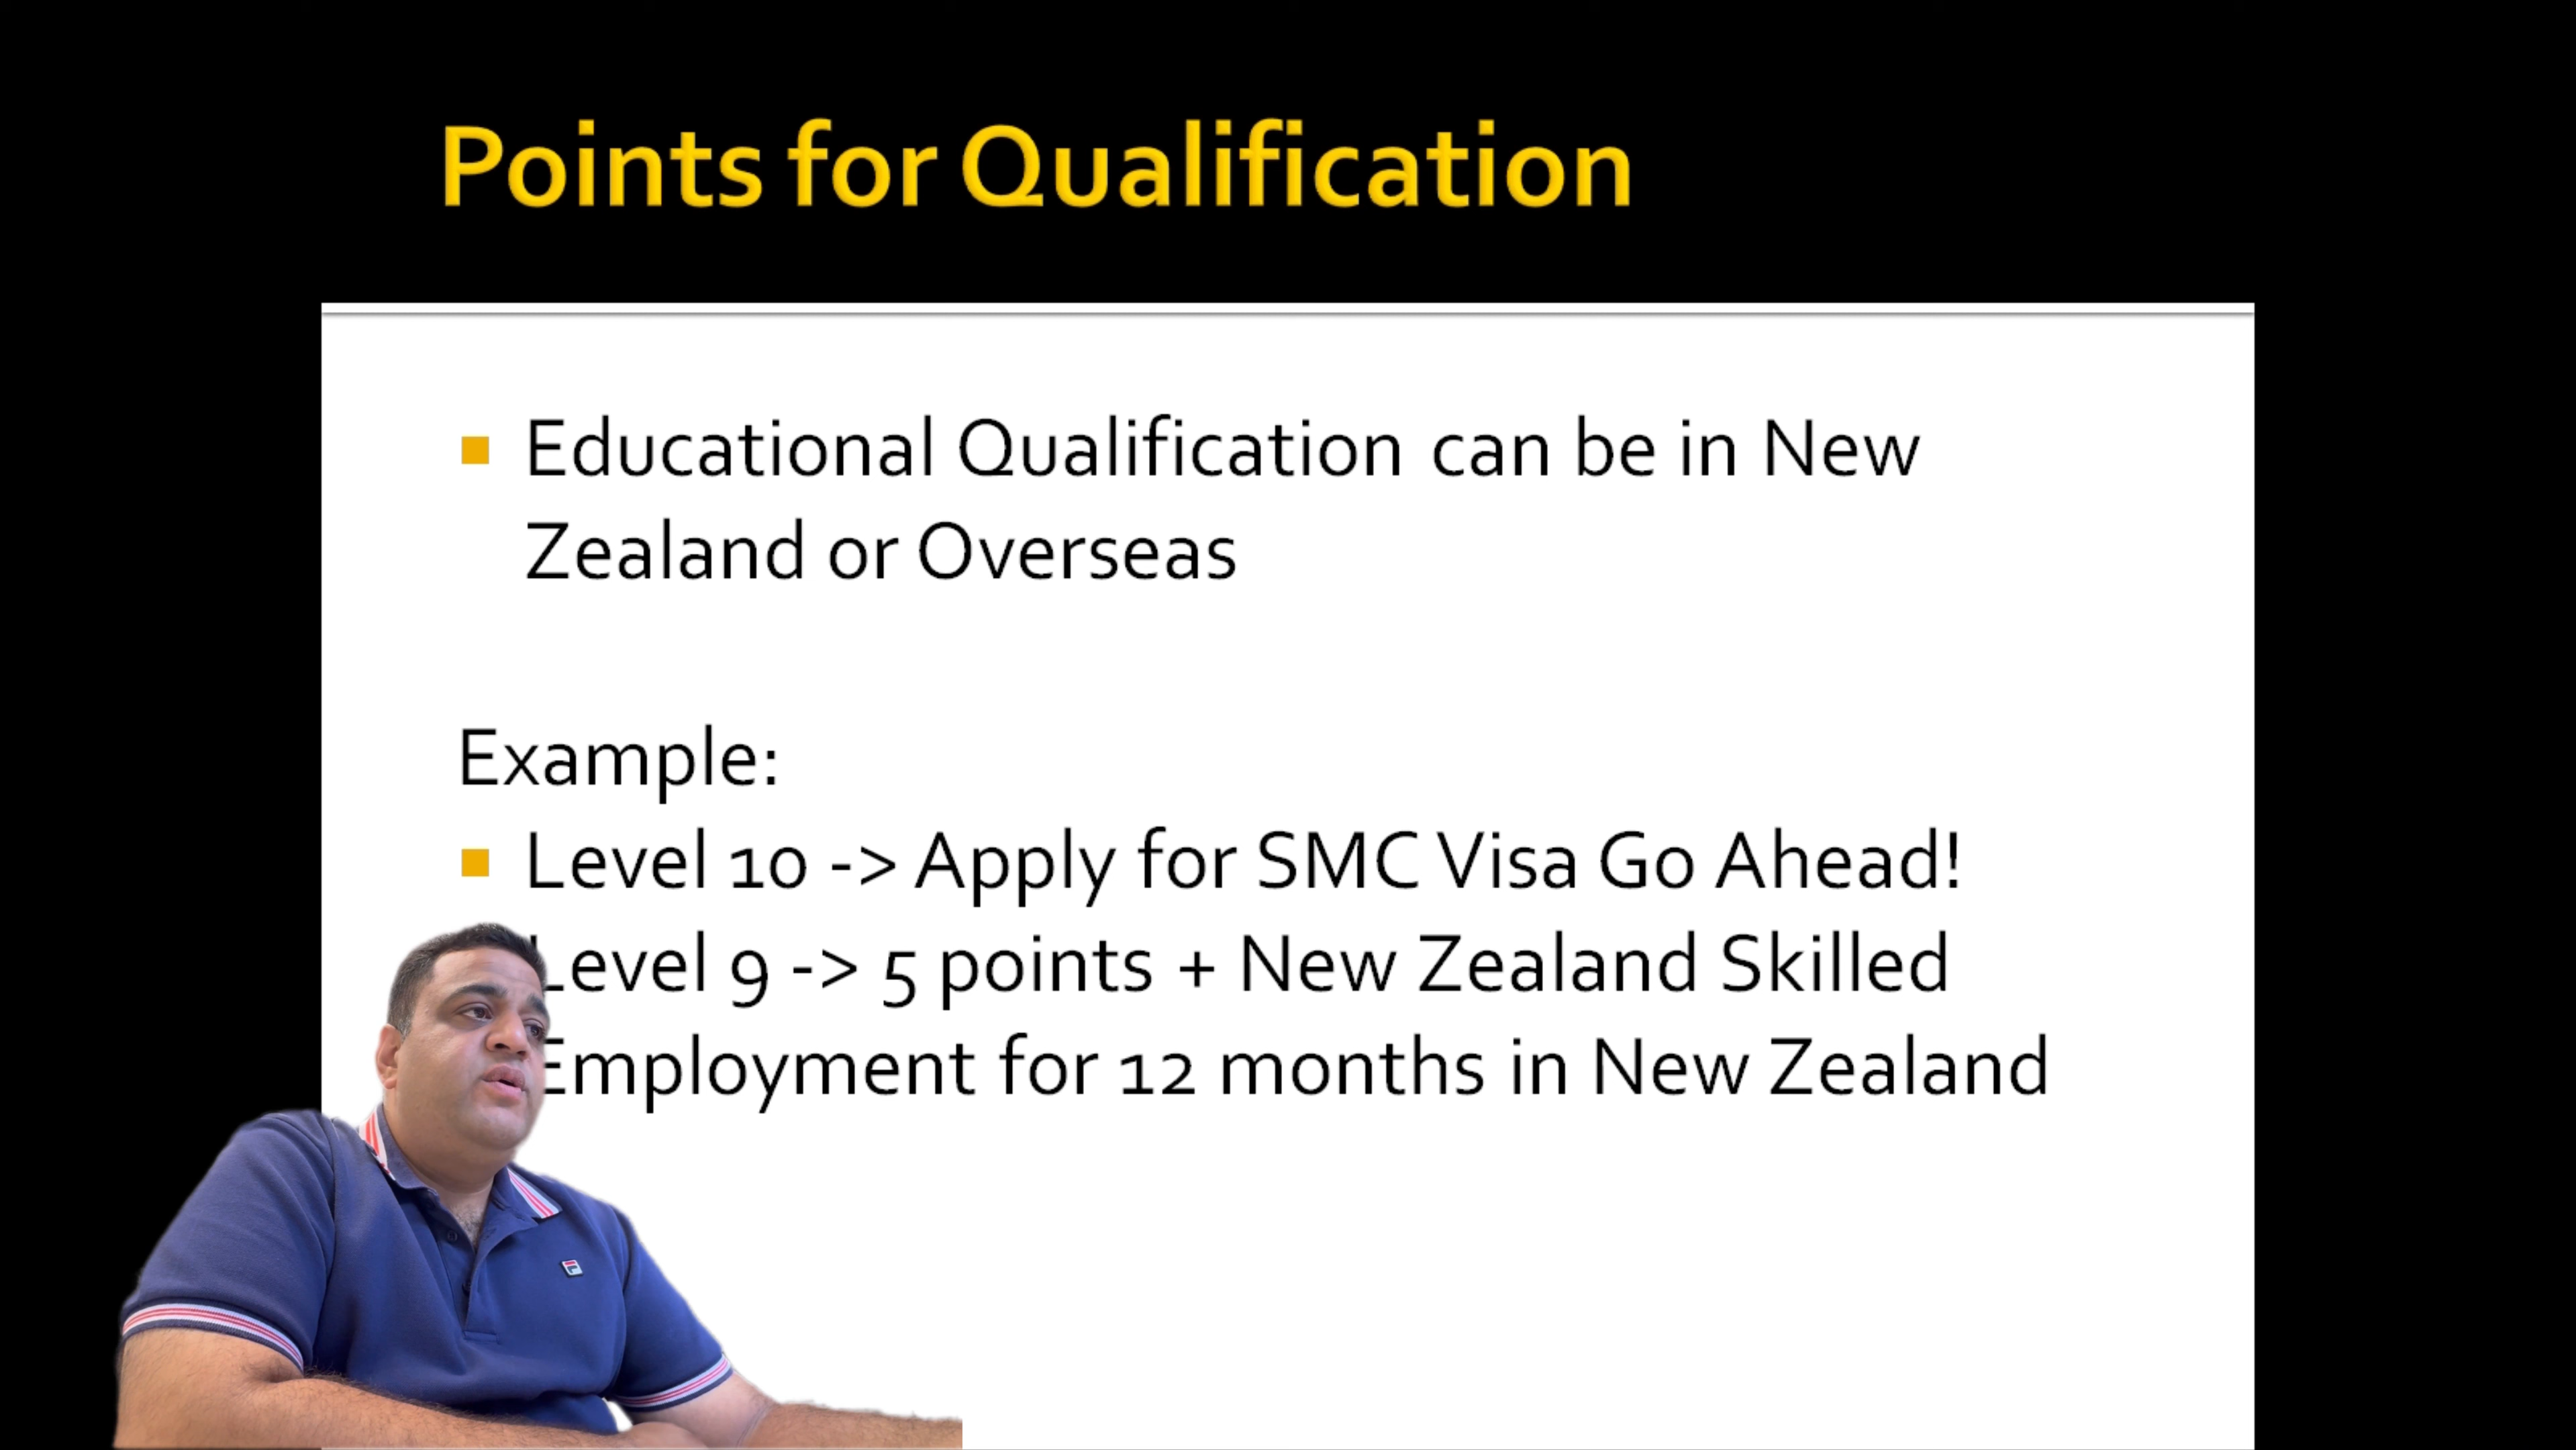 Points for Qualification
Educational Qualification can be in New
Zealand or Overseas
Example:
Level 10 -> Apply for SMC Visa Go Ahead!
Level 9 -> 5 points + New Zealand Skilled
Employment for 12 months in New Zealand